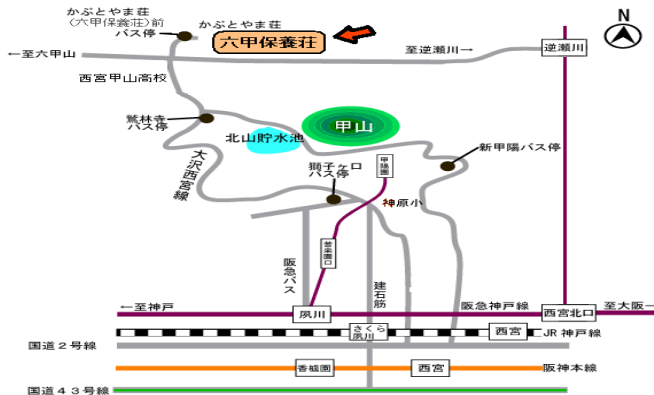 かぶとやま荘
(六甲保養荘)前
バス停
かぶとやま荘
六甲保養荘
N
←至六甲山
至逆瀬川→
逆瀬川
西宮甲山高校
鷲林寺
バス停
北山貯水池
甲山
新甲陽バス停
大沢西宮線
獅子ヶ口
バス停
甲陽園
神原小
苦楽園口
阪急バス
建石筋
←至神戸
夙川
阪急神戸線
西宮北口
至大阪→
さくら
夙川
西宮
JR 神戸線
国道2号線
香櫨園
西宮
阪神本線
国道43号線